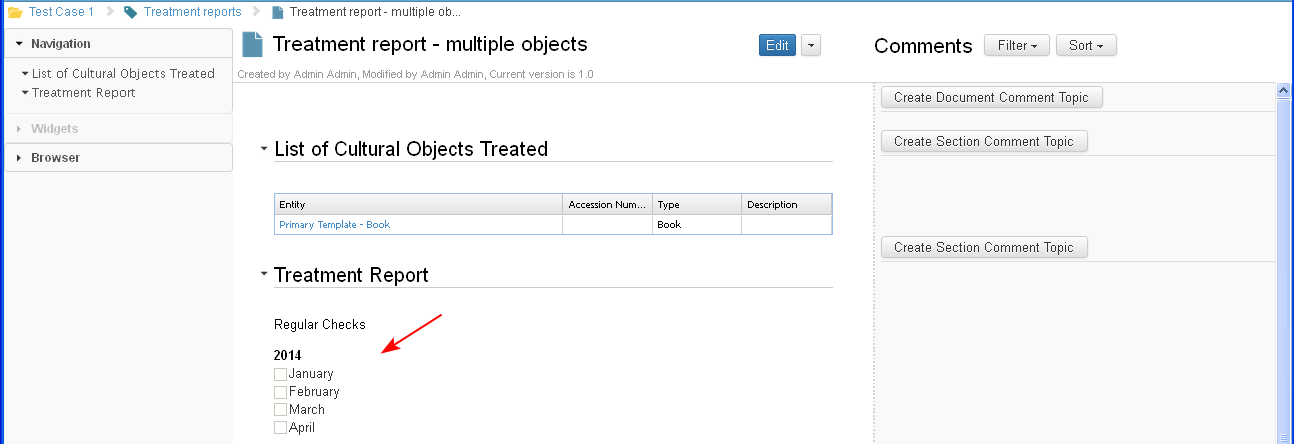 Test Case 1 Treatment reports Treatment report - multiple ob...
Navigation
List of Cultural Objects Treated
Treatment Report
Widgets
Browser
Treatment report - multiple objects
Edit
Created by Admin Admin, Modified by Admin Admin, Current version is 1.0
List of Cultural Objects Treated
Entity Accession Num... Type Description
Primary Template - Book Book
Treatment Report
Regular Checks
2014
January
February
March
April
Comments Filter Sort
Create Document Comment Topic
Create Section Comment Topic
Create Section Comment Topic